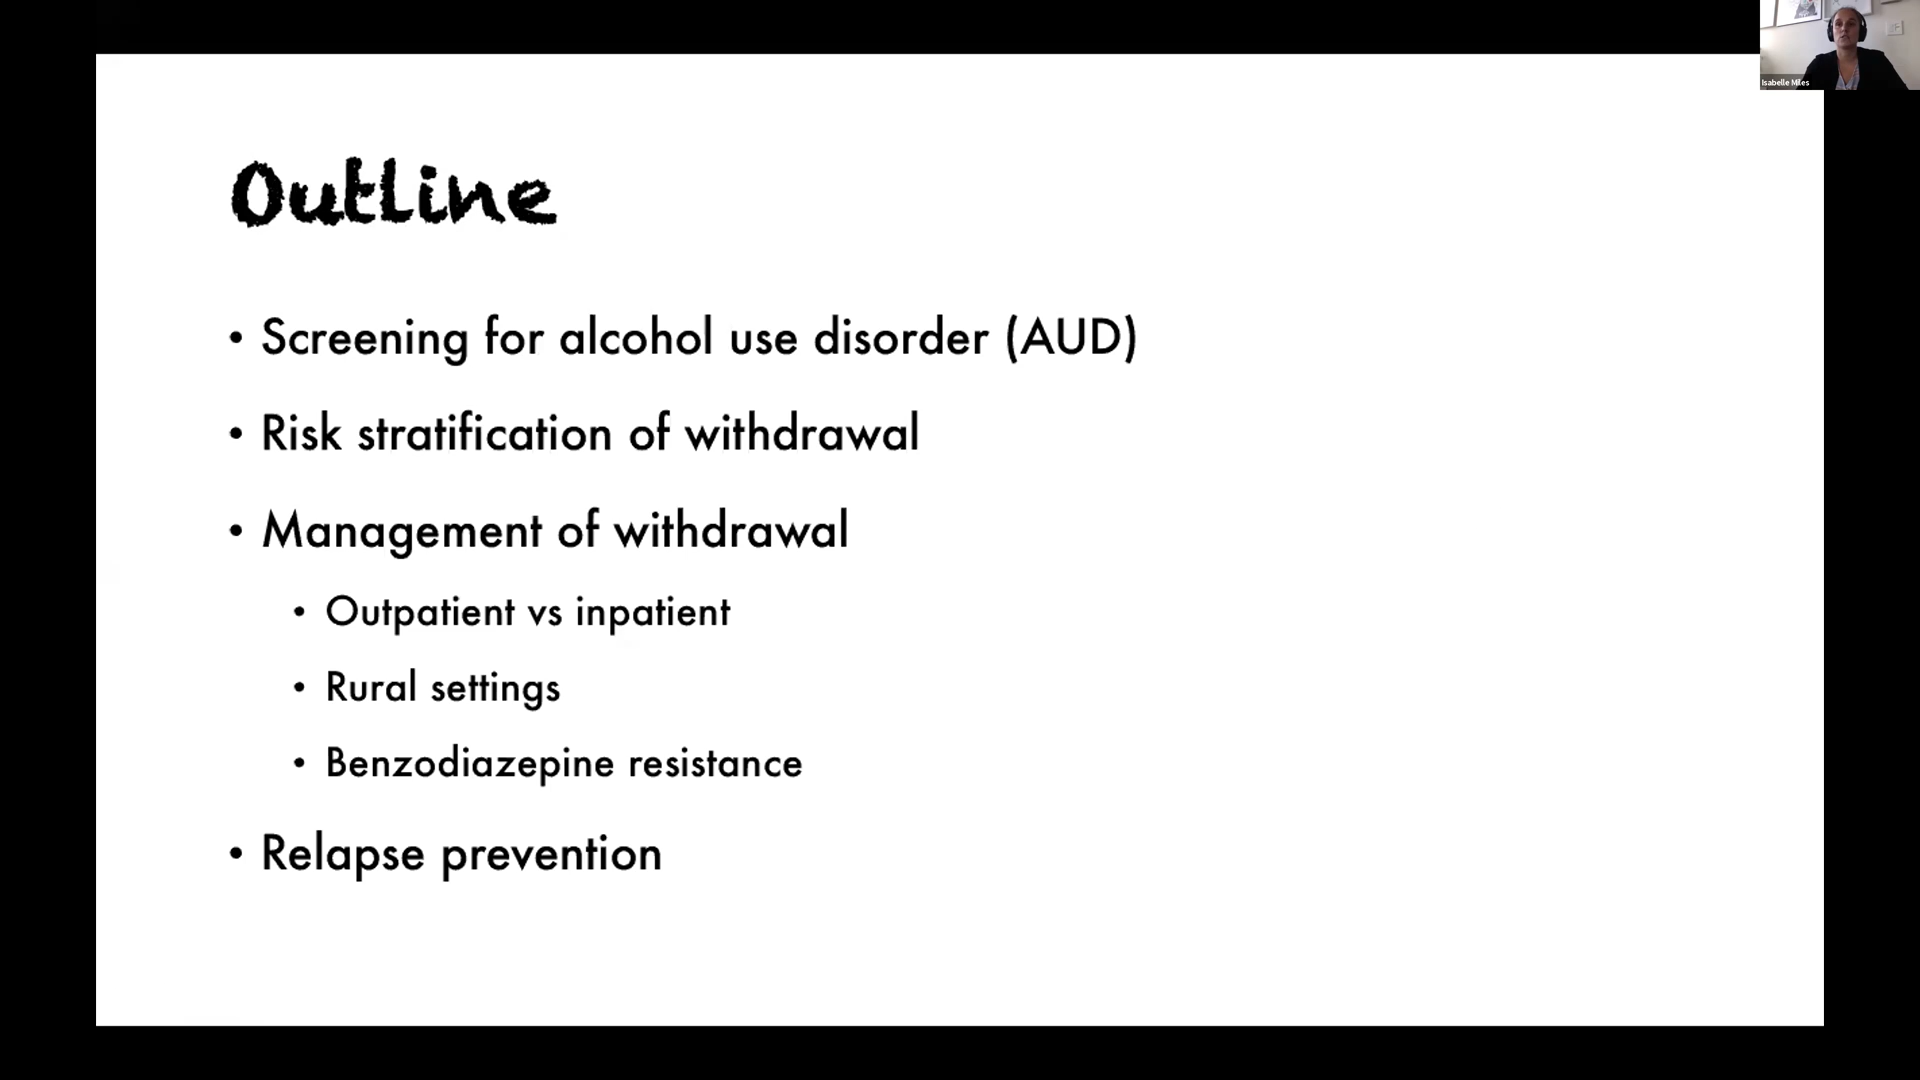 Isabelle Miles
Outline
• Screening for alcohol use disorder (AUD)
• Risk stratification of withdrawal
• Management of withdrawal
• Outpatient vs inpatient
• Rural settings
• Benzodiazepine resistance
• Relapse prevention